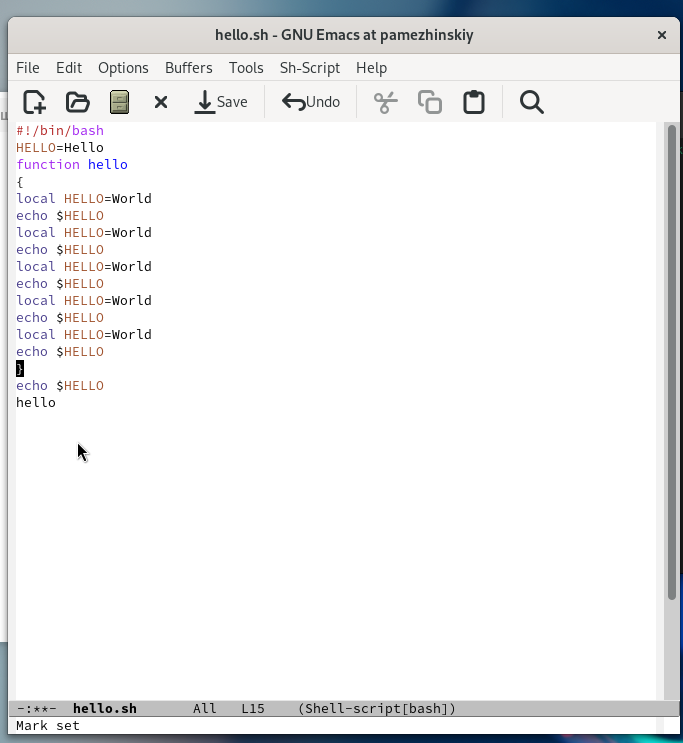 hello.sh - GNU Emacs at pamezhinskiy
File Edit Options Buffers Tools Sh-Script Help
Save Undo
#!/bin/bash
HELLO=Hello
function hello
{
local HELLO=World
echo $HELLO
local HELLO=World
echo $HELLO
local HELLO=World
echo $HELLO
local HELLO=World
echo $HELLO
local HELLO=World
echo $HELLO
}
echo $HELLO
hello
-:**- hello.sh All L15 (Shell-script[bash])
Mark set